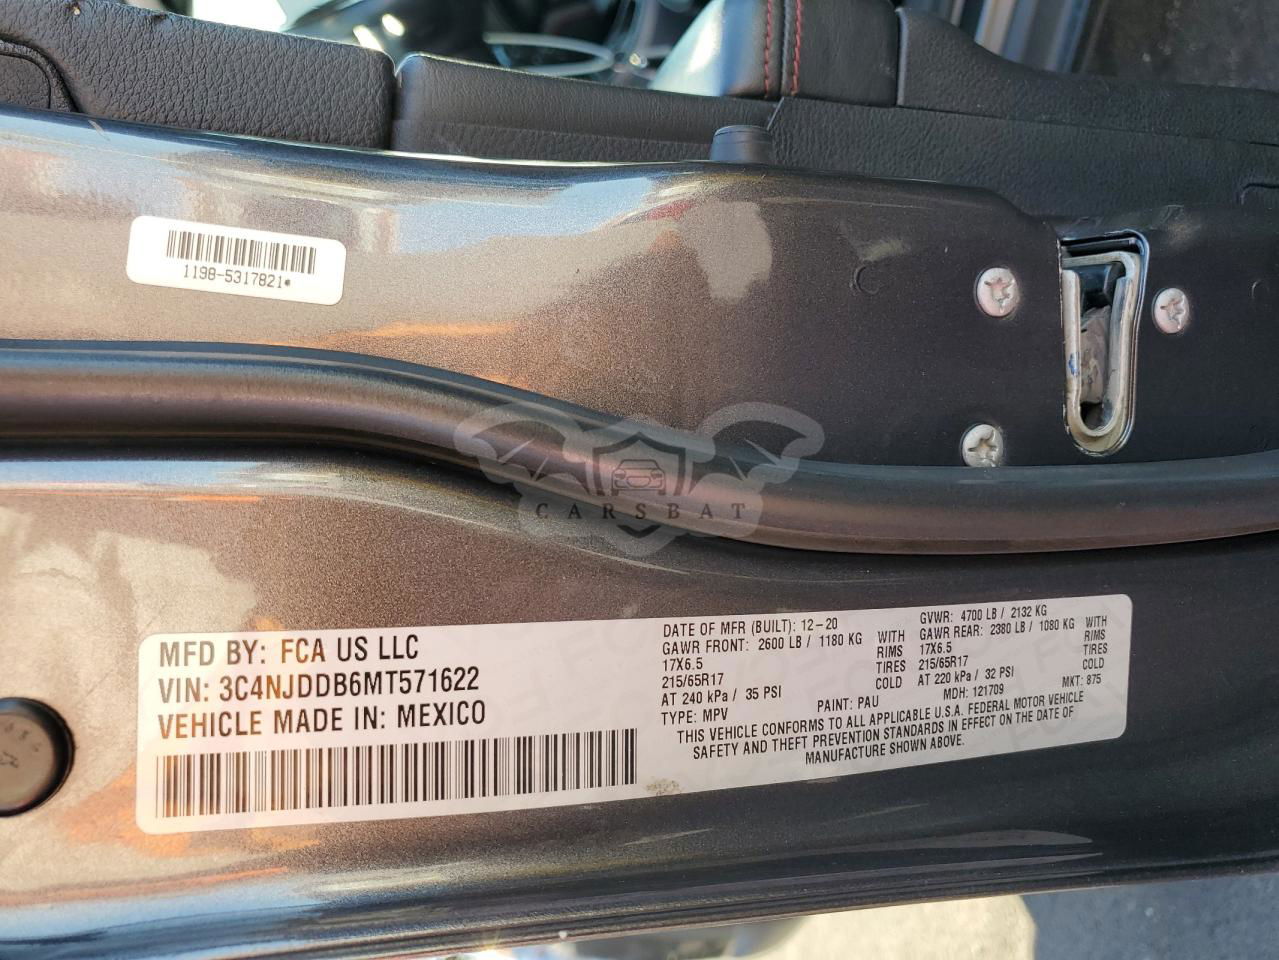 1198-5317821*
CARSBAT
MFD BY: FCA US LLC
VIN: 3C4NJDDB6MT571622
VEHICLE MADE IN: MEXICO
DATE OF MFR (BUILT): 12-20
GVWR: 4700 LB / 2132 KG
GAWR FRONT: 2600 LB / 1180 KG WITH
GAWR REAR: 2380 LB / 1080 KG WITH
17X6.5 RIMS
17X6.5 RIMS
215/65R17 TIRES
215/65R17 TIRES
AT 240 kPa / 35 PSI COLD
AT 220 kPa / 32 PSI COLD
TYPE: MPV PAINT: PAU MDH: 121709 MKT: 875
THIS VEHICLE CONFORMS TO ALL APPLICABLE U.S.A. FEDERAL MOTOR VEHICLE
SAFETY AND THEFT PREVENTION STANDARDS IN EFFECT ON THE DATE OF
MANUFACTURE SHOWN ABOVE.